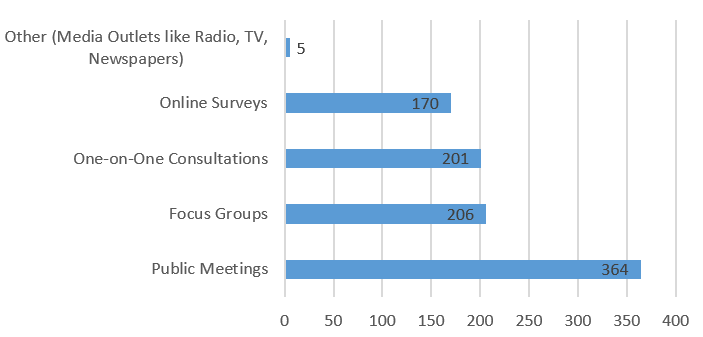 Other (Media Outlets like Radio, TV,
Newspapers)
5
Online Surveys
170
One-on-One Consultations
201
Focus Groups
206
Public Meetings
364
0 50 100 150 200 250 300 350 400